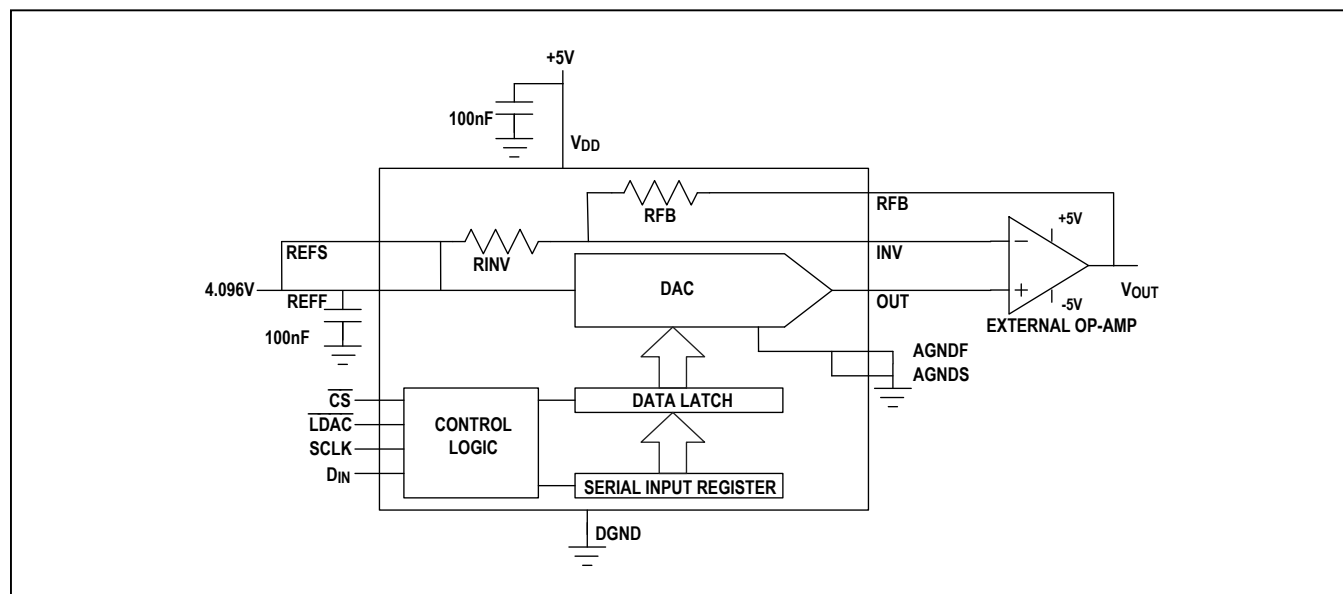 +5V
100nF
VDD
RFB
RFB
REFS
RINV
INV
+5V
−
4.096V
REFF
DAC
OUT
+
-5V
VOUT
100nF
EXTERNAL OP-AMP
AGNDF
AGNDS
CS
DATA LATCH
LDAC
CONTROL
LOGIC
SCLK
DIN
SERIAL INPUT REGISTER
DGND